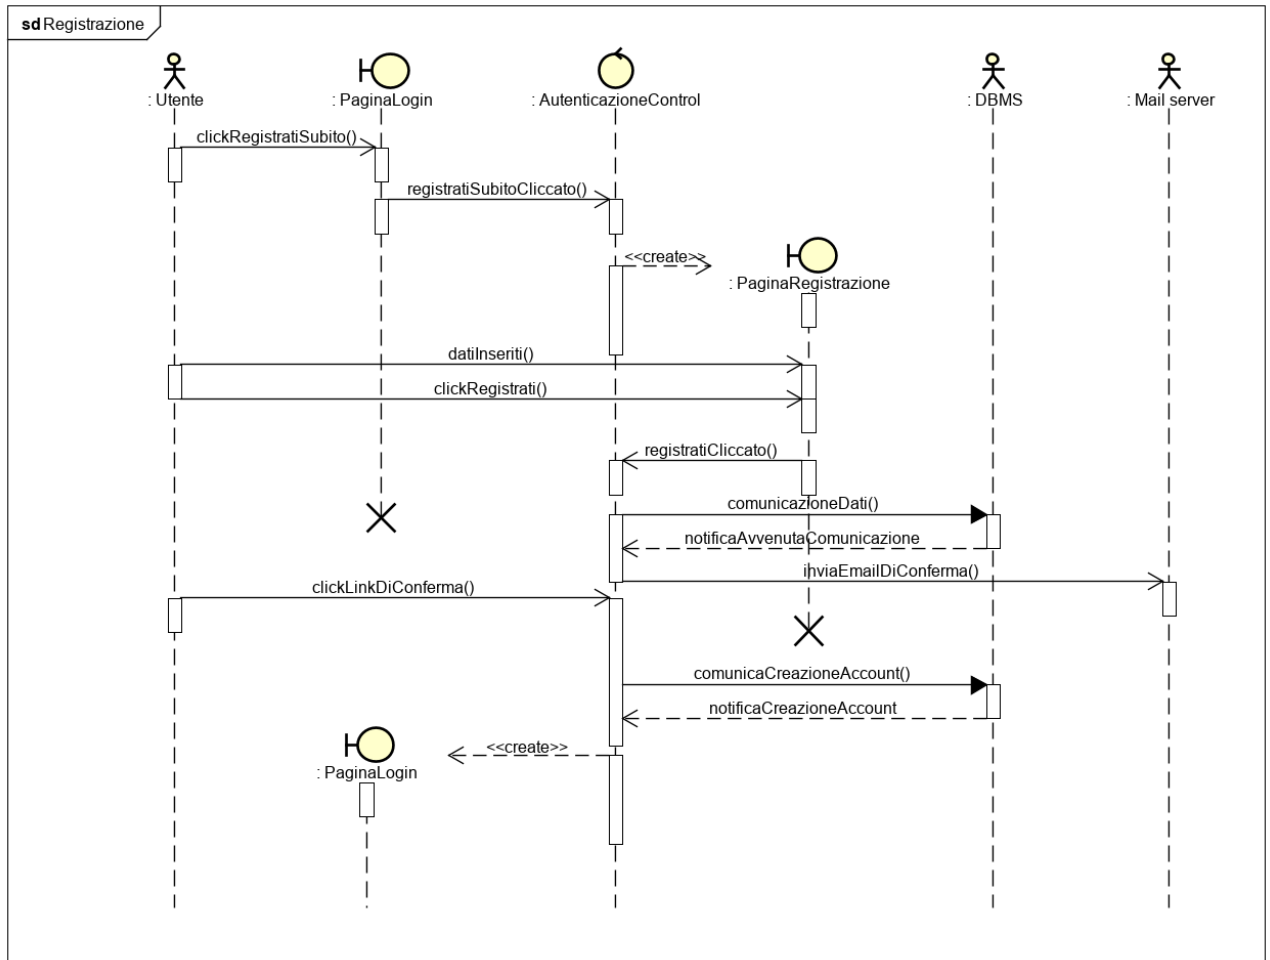 sd Registrazione
: Utente
: PaginaLogin
: AutenticazioneControl
: DBMS
: Mail server
clickRegistratiSubito()
registratiSubitoCliccato()
<<create>>
: PaginaRegistrazione
datiInseriti()
clickRegistrati()
registratiCliccato()
comunicazioneDati()
notificaAvvenutaComunicazione
inviaEmailDiConferma()
clickLinkDiConferma()
comunicaCreazioneAccount()
notificaCreazioneAccount
<<create>>
: PaginaLogin